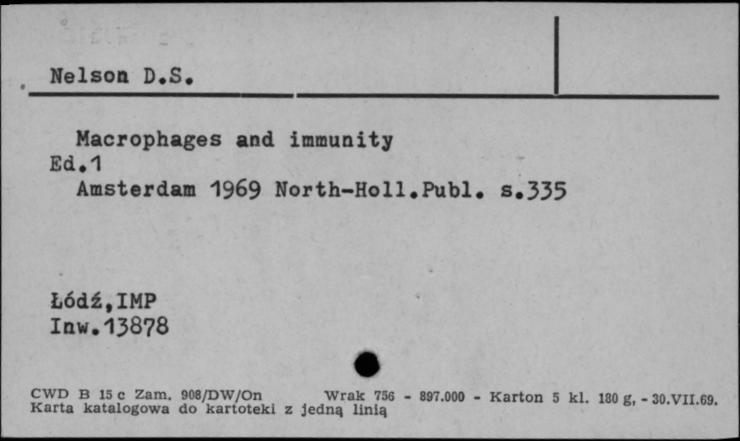 Nelson D.S.
Macrophages and immunity
Ed.1
Amsterdam 1969 North-Holl.Publ. s.335
Łódź,IMP
Inw.13878
CWD B 15 c Zam. 908/DW/On Wrak 756 - 897.000 - Karton 5 kl. 180 g, - 30.VII.69.
Karta katalogowa do kartoteki z jedną linią